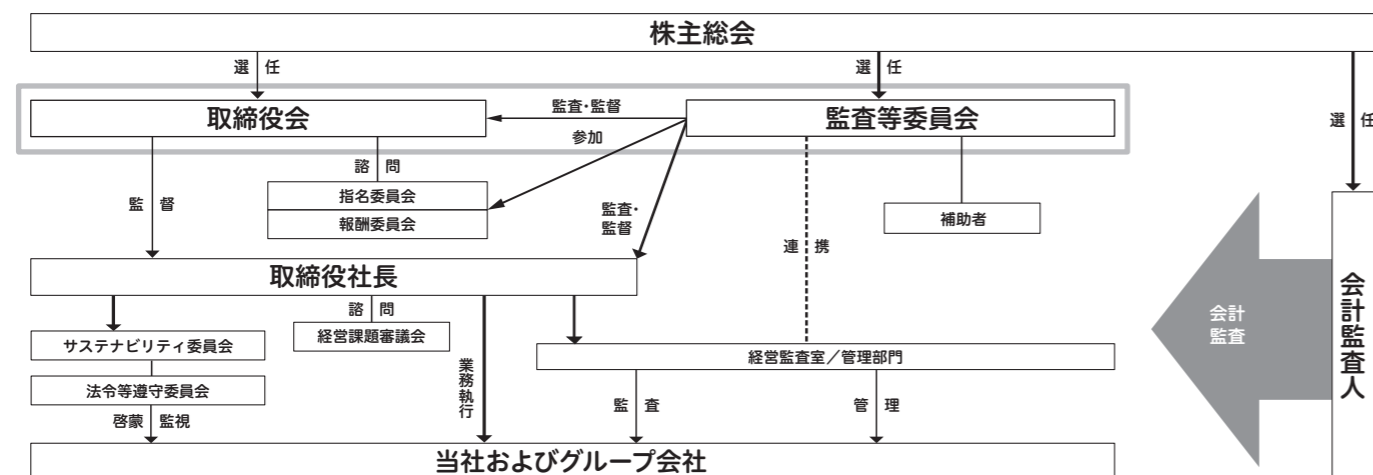 株主総会
選任
選任
選任
取締役会
監査・監督
監査等委員会
参加
諮問
監督
指名委員会
報酬委員会
監査・
監督
補助者
連携
取締役社長
諮問
会計
監査
会計監査人
サステナビリティ委員会
経営課題審議会
業務執行
経営監査室／管理部門
法令等遵守委員会
啓蒙 監視
監査
管理
当社およびグループ会社